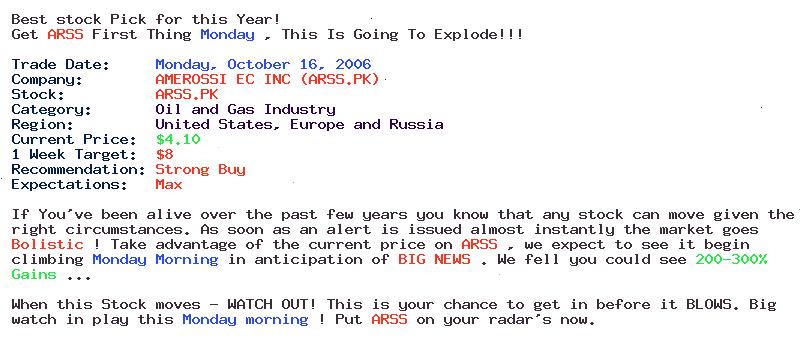 Best stock Pick for this Year!
Get ARSS First Thing Monday , This Is Going To Explode!!!
Trade Date: Monday, October 16, 2006
Company: AMEROSSI EC INC (ARSS.PK)
Stock: ARSS.PK
Category: Oil and Gas Industry
Region: United States, Europe and Russia
Current Price: $4.10
1 Week Target: $8
Recommendation: Strong Buy
Expectations: Max
If You've been alive over the past few years you know that any stock can move given the
right circumstances. As soon as an alert is issued almost instantly the market goes
Bolistic ! Take advantage of the current price on ARSS , we expect to see it begin
climbing Monday Morning in anticipation of BIG NEWS . We fell you could see 200-300%
Gains ...
When this Stock moves - WATCH OUT! This is your chance to get in before it BLOWS. Big
watch in play this Monday morning ! Put ARSS on your radar's now.